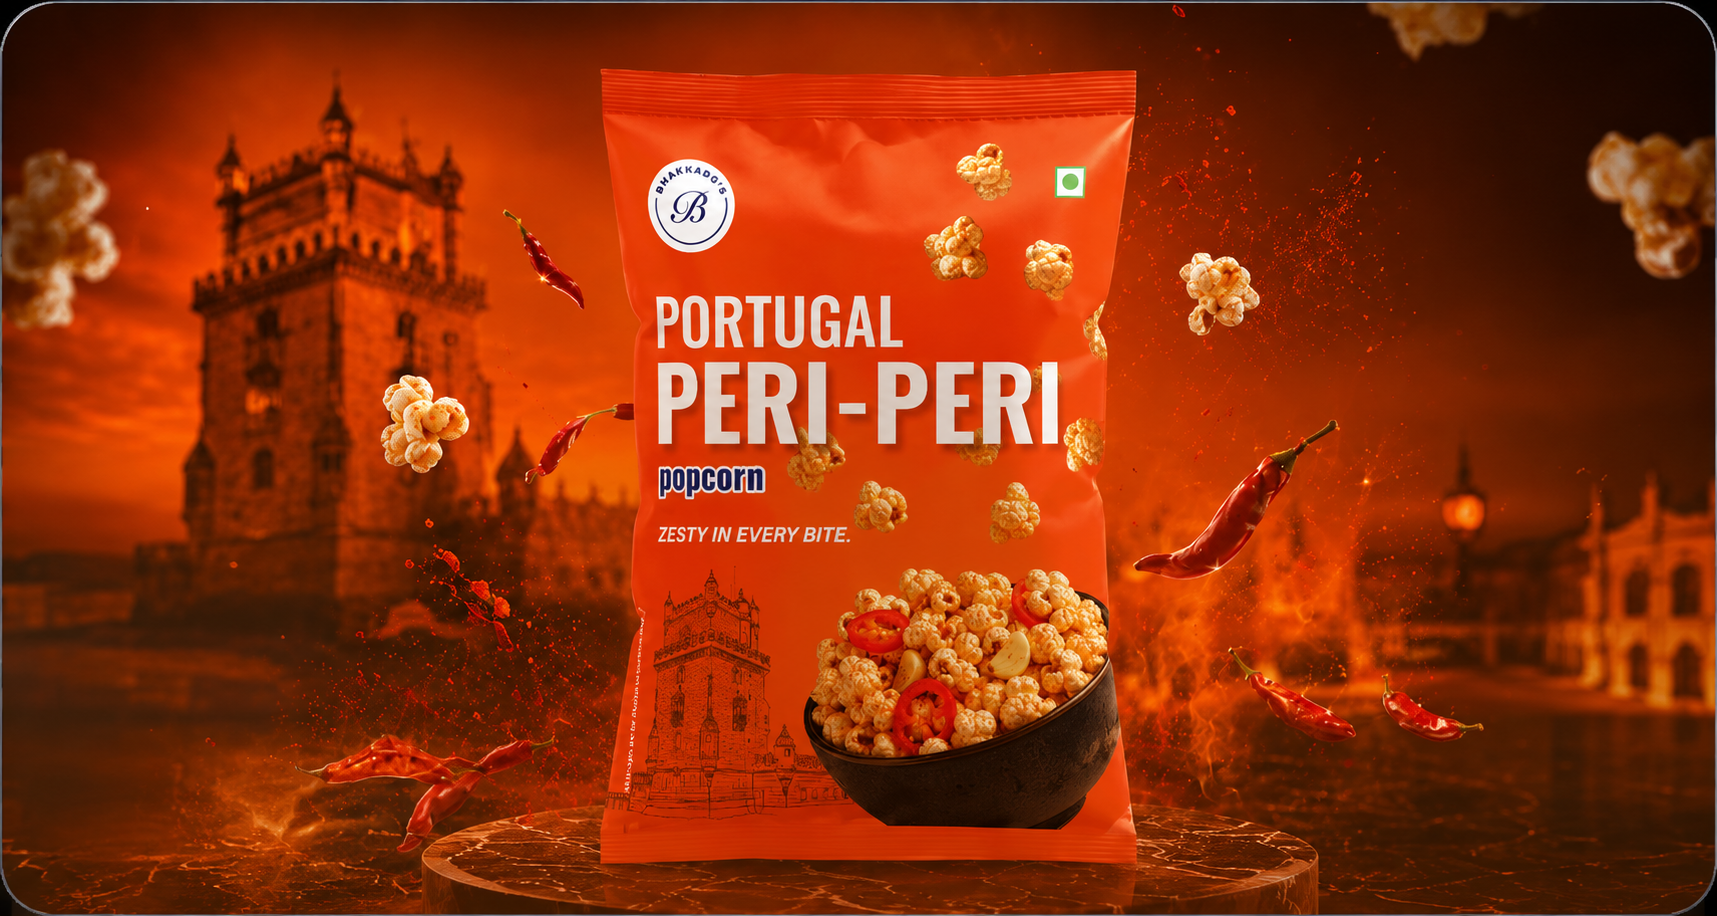 BHAKKADO'S
B
PORTUGAL
PERI-PERI
popcorn
ZESTY IN EVERY BITE.